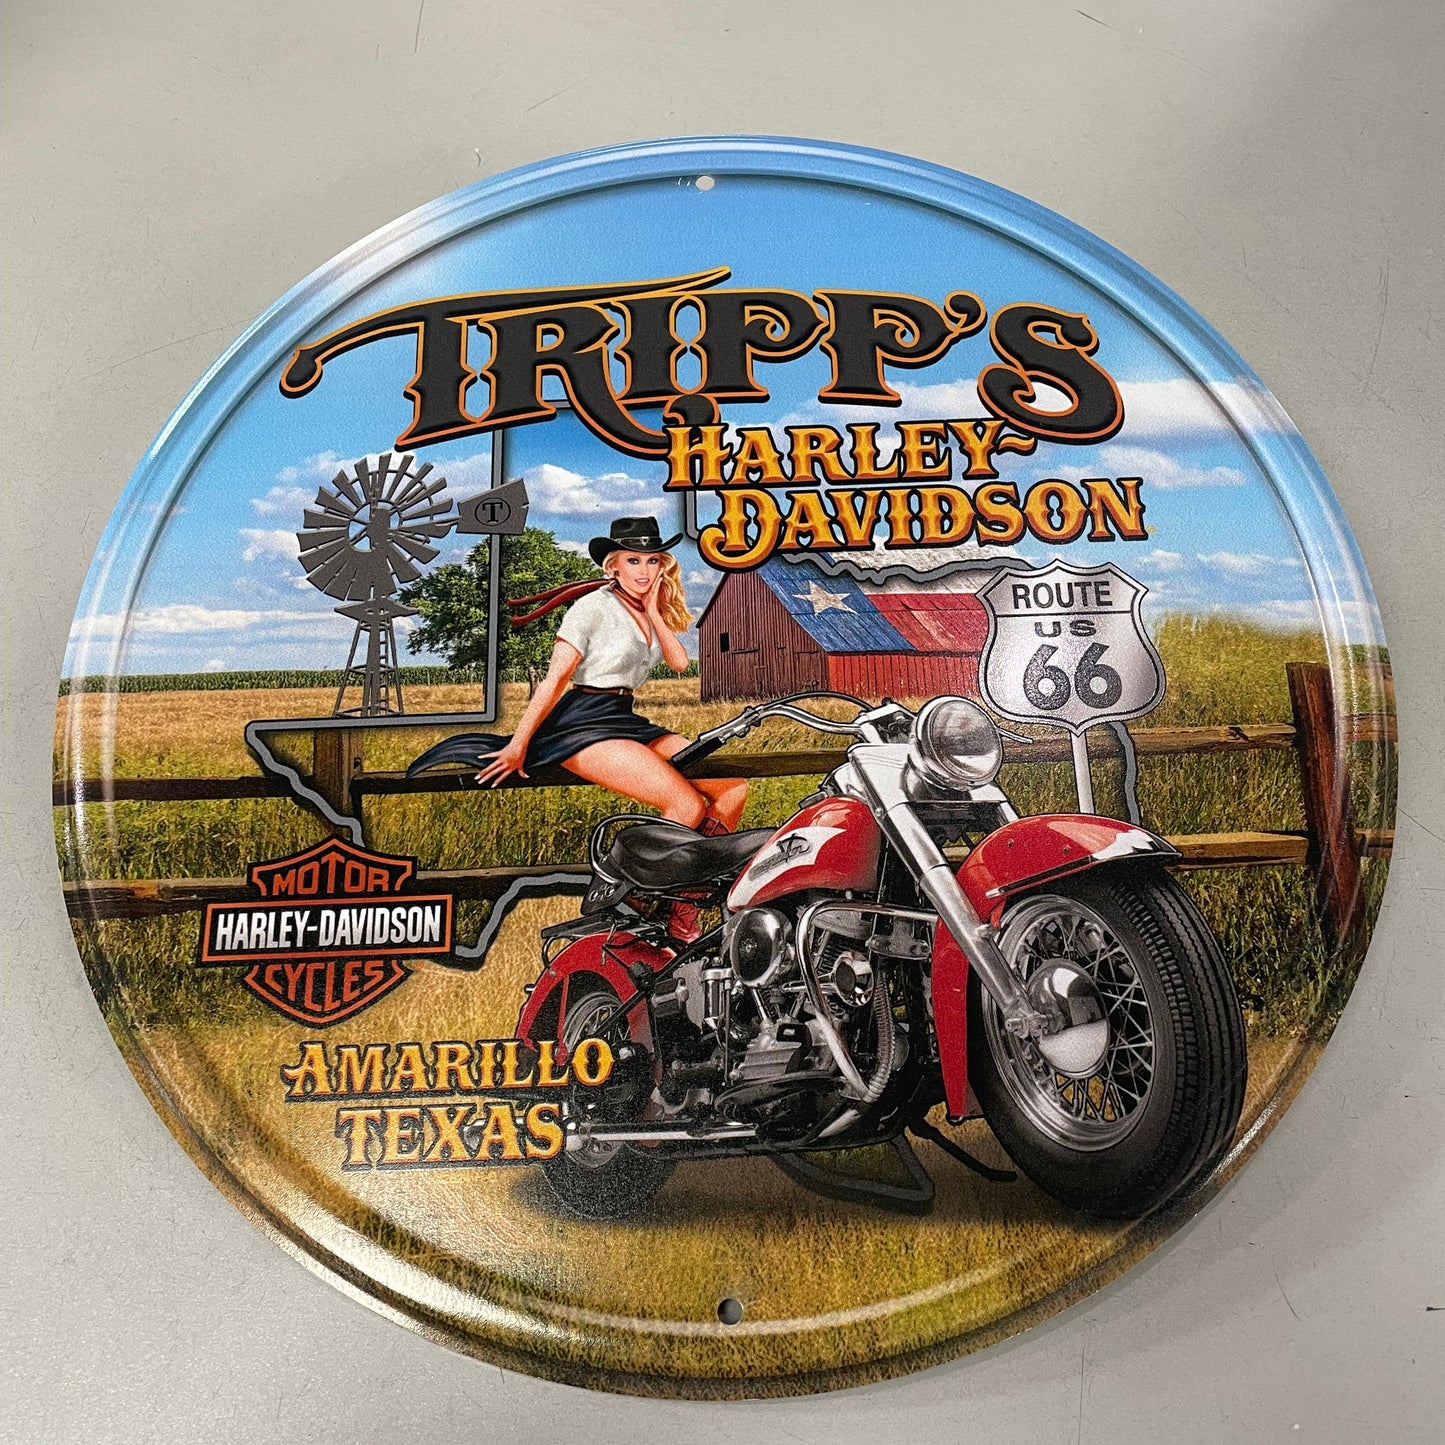 TRIPP'S
HARLEY-
DAVIDSON
T
ROUTE
US
66
MOTOR
HARLEY-DAVIDSON
CYCLES
AMARILLO
TEXAS